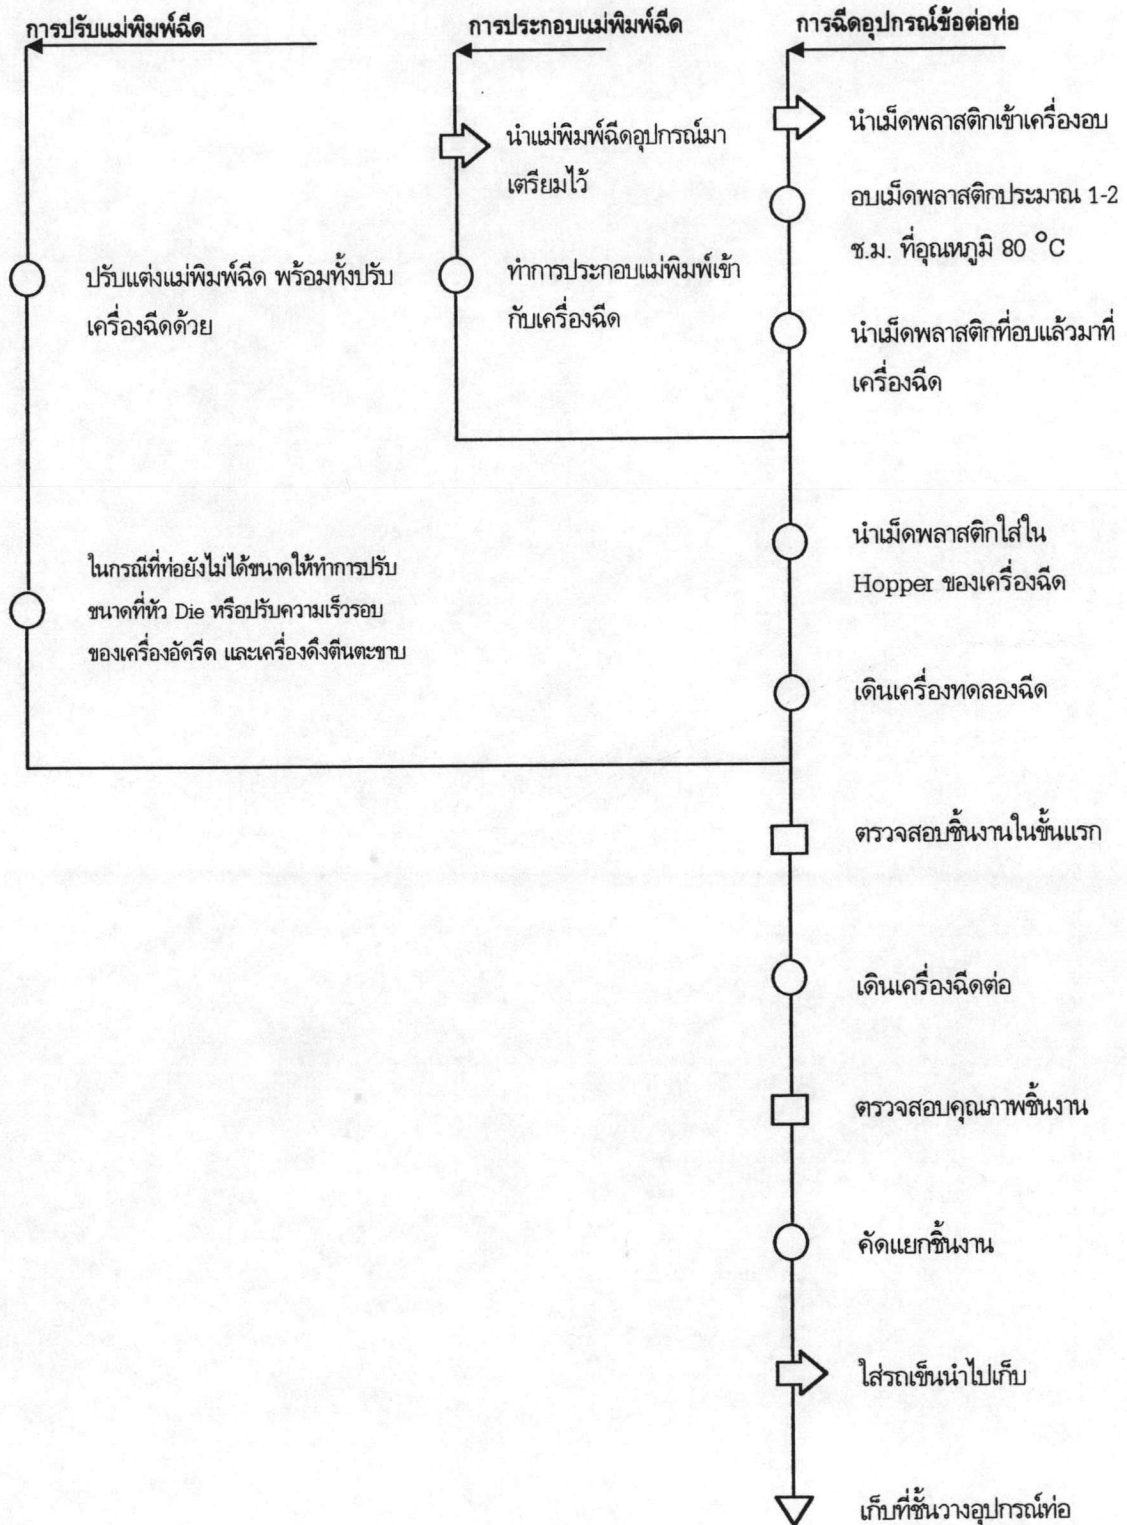 การปรับแม่พิมพ์ฉีด
ปรับแต่งแม่พิมพ์ฉีด พร้อมทั้งปรับ
เครื่องฉีดด้วย
ในกรณีที่ท่อยังไม่ได้ขนาดให้ทำการปรับ
ขนาดที่หัว Die หรือปรับความเร็วรอบ
ของเครื่องอัดรีด และเครื่องดึงตีนตะขาบ
การประกอบแม่พิมพ์ฉีด
นำแม่พิมพ์ฉีดอุปกรณ์มา
เตรียมไว้
ทำการประกอบแม่พิมพ์เข้า
กับเครื่องฉีด
การฉีดอุปกรณ์ข้อต่อท่อ
นำเม็ดพลาสติกเข้าเครื่องอบ
อบเม็ดพลาสติกประมาณ 1-2
ช.ม. ที่อุณหภูมิ 80 °C
นำเม็ดพลาสติกที่อบแล้วมาที่
เครื่องฉีด
นำเม็ดพลาสติกใส่ใน
Hopper ของเครื่องฉีด
เดินเครื่องทดลองฉีด
ตรวจสอบชิ้นงานในขั้นแรก
เดินเครื่องฉีดต่อ
ตรวจสอบคุณภาพชิ้นงาน
คัดแยกชิ้นงาน
ใส่รถเข็นนำไปเก็บ
เก็บที่ชั้นวางอุปกรณ์ท่อ